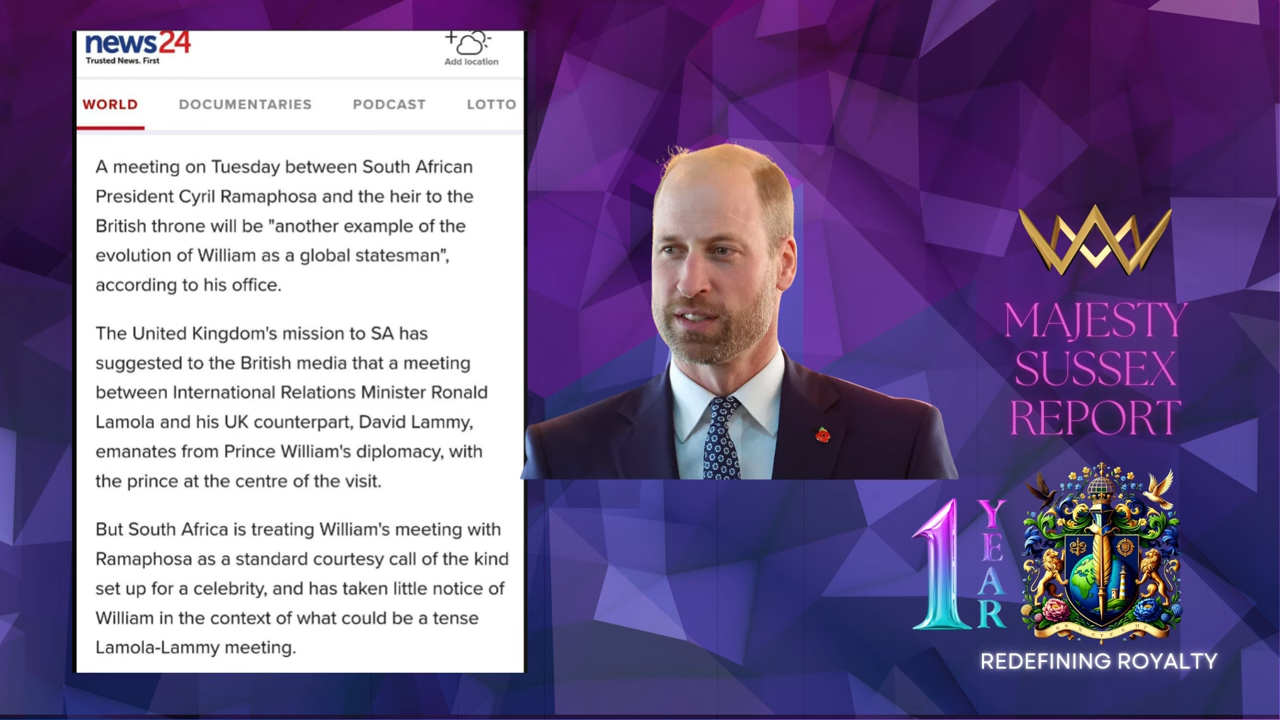 news24
Trusted News. First
Add location
WORLD
DOCUMENTARIES
PODCAST
LOTTO
A meeting on Tuesday between South African
President Cyril Ramaphosa and the heir to the
British throne will be "another example of the
evolution of William as a global statesman",
according to his office.
The United Kingdom's mission to SA has
suggested to the British media that a meeting
between International Relations Minister Ronald
Lamola and his UK counterpart, David Lammy,
emanates from Prince William's diplomacy, with
the prince at the centre of the visit.
But South Africa is treating William's meeting with
Ramaphosa as a standard courtesy call of the kind
set up for a celebrity, and has taken little notice of
William in the context of what could be a tense
Lamola-Lammy meeting.
MAJESTY
SUSSEX
REPORT
1
YEAR
REDEFINING ROYALTY